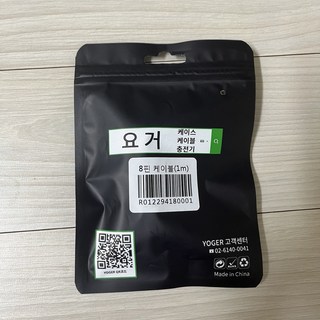 요거
케이스
케이블
충전기
8핀 케이블(1m)
R012294180001
YOGER 고객센터
☎02-6140-0041
Made in China